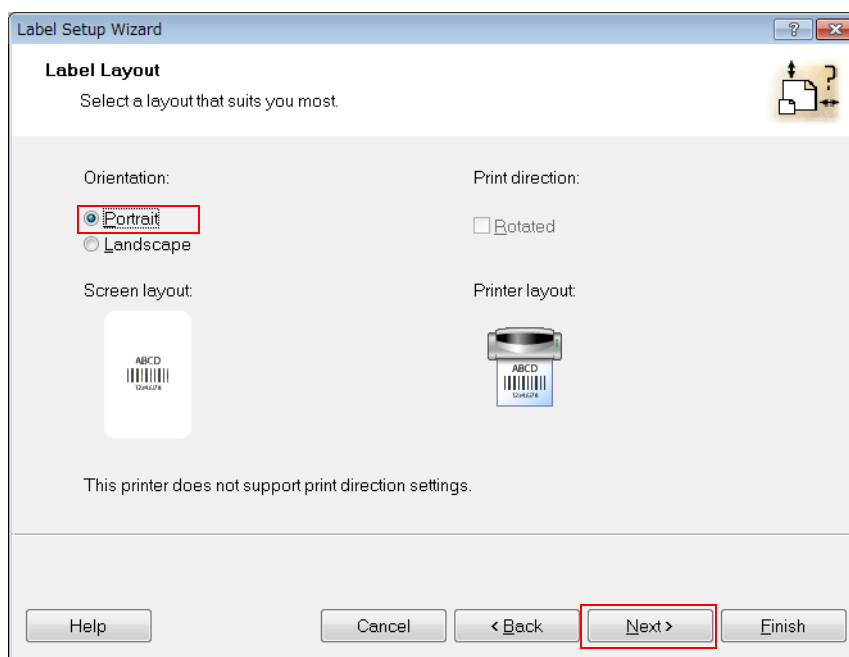 Label Setup Wizard
Label Layout
Select a layout that suits you most.
Orientation:
Print direction:
Portrait
Rotated
Landscape
Screen layout:
Printer layout:
ABCD
ABCD
This printer does not support print direction settings.
Help
Cancel
< Back
Next >
Finish